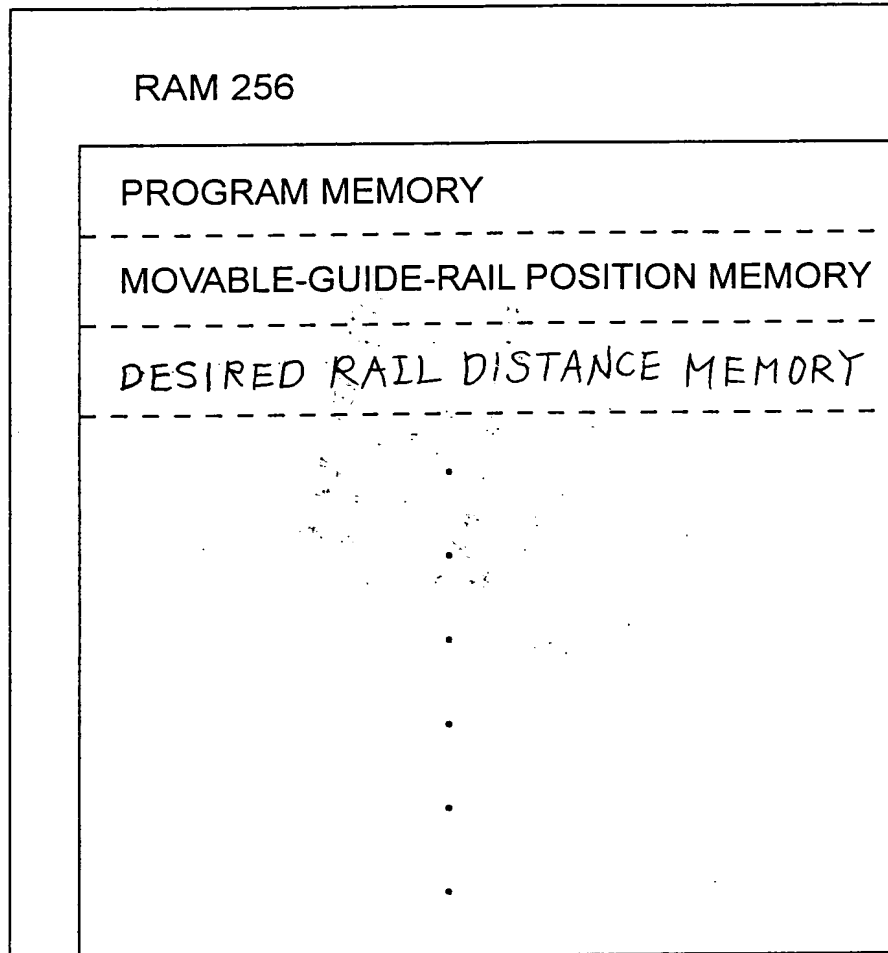 RAM 256
PROGRAM MEMORY
MOVABLE-GUIDE-RAIL POSITION MEMORY
DESIRED RAIL DISTANCE MEMORY